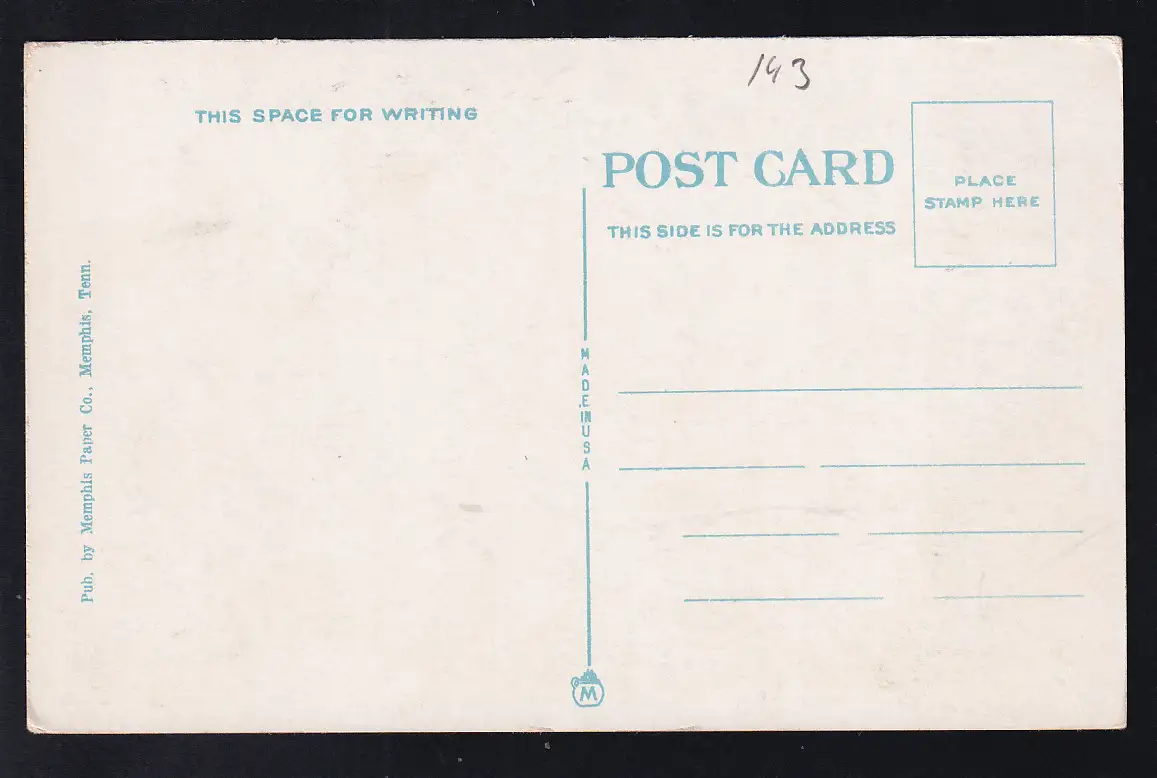 193
THIS SPACE FOR WRITING
POST CARD
THIS SIDE IS FOR THE ADDRESS
PLACE
STAMP HERE
Pub. by Memphis Paper Co., Memphis, Tenn.
MADE IN USA
M